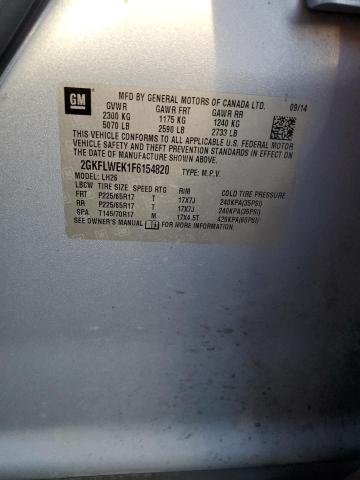 GM
MFD BY GENERAL MOTORS OF CANADA LTD. 09/14
GVWR GAWR FRT GAWR RR
2300 KG 1175 KG 1240 KG
5070 LB 2590 LB 2733 LB
THIS VEHICLE CONFORMS TO ALL APPLICABLE U.S. FEDERAL MOTOR VEHICLE SAFETY, BUMPER, AND THEFT PREVENTION STANDARDS IN EFFECT ON THE DATE OF MANUFACTURE SHOWN ABOVE.
2GKFLWEK1F6154820 TYPE: M.P.V.
MODEL: LH26
LBCW TIRE SIZE SPEED RTG RIM COLD TIRE PRESSURE
FRT P225/65R17 T 17X7J 240KPA(35PSI)
RR P225/65R17 T 17X7J 240KPA(35PSI)
SPA T145/70R17 M 17X4.5T 420KPA(60PSI)
SEE OWNER'S MANUAL FOR MORE INFORMATION.